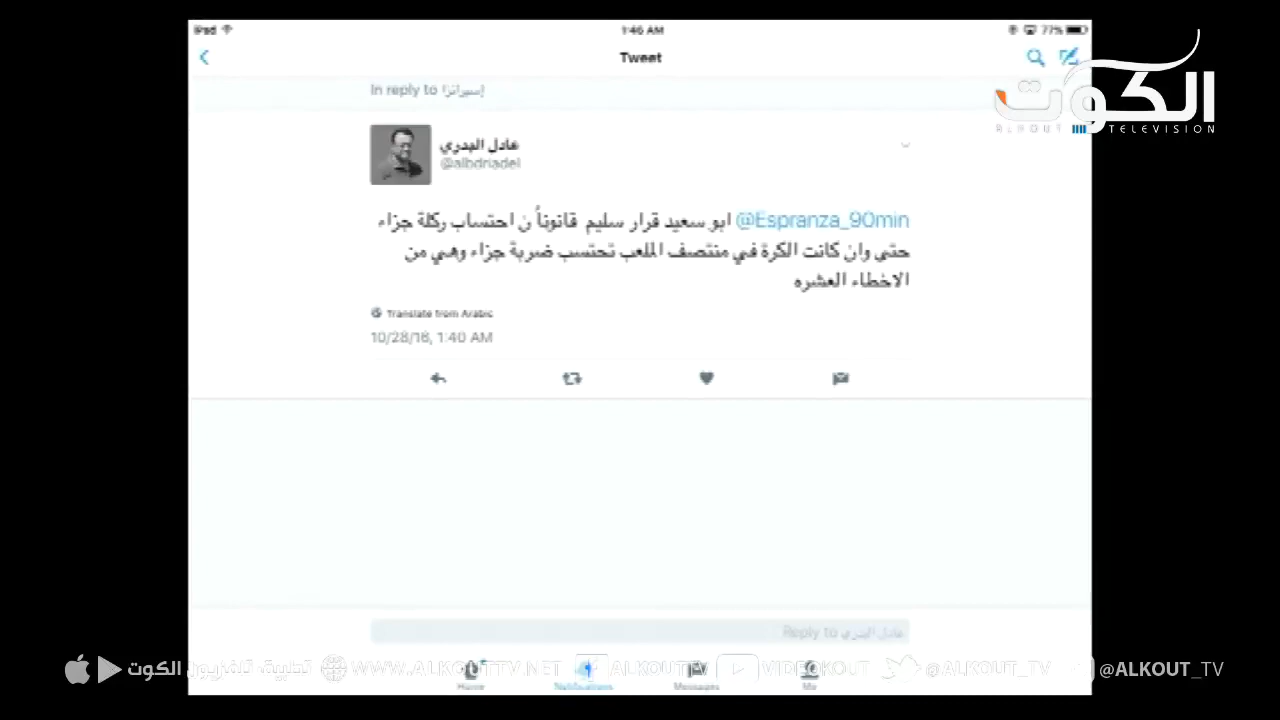 iPad 1:46 AM 77%
Tweet
الكوت
ALKOUT TELEVISION
In reply to إسبرانزا
عادل البدري
@albdriadel
@Espranza_90min ابو سعيد قرار سليم قانوناً ن احتساب ركلة جزاء
حتي وان كانت الكرة في منتصف الملعب تحتسب ضربة جزاء وهي من
الاخطاء العشره
Translate from Arabic
10/28/16, 1:40 AM
Reply to عادل البدري
Home Notifications Messages Me
تطبيق تلفزيون الكوت WWW.ALKOUTTV.NET ALKOUTTV VIDEOKOUT @ALKOUT_TV @ALKOUT_TV